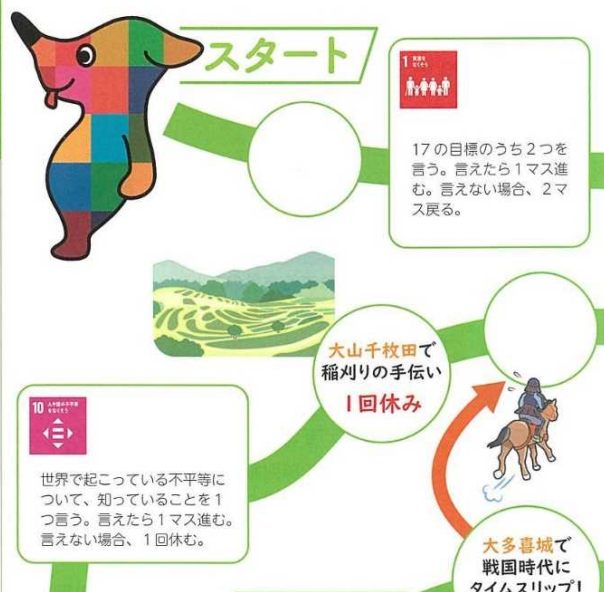 スタート
1 貧困を
なくそう
17の目標のうち2つを
言う。言えたら1マス進
む。言えない場合、2マ
ス戻る。
大山千枚田で
稲刈りの手伝い
1回休み
10 人や国の不平等
をなくそう
世界で起こっている不平等に
ついて、知っていることを1
つ言う。言えたら1マス進む。
言えない場合、1回休む。
大多喜城で
戦国時代に
タイムスリップ!